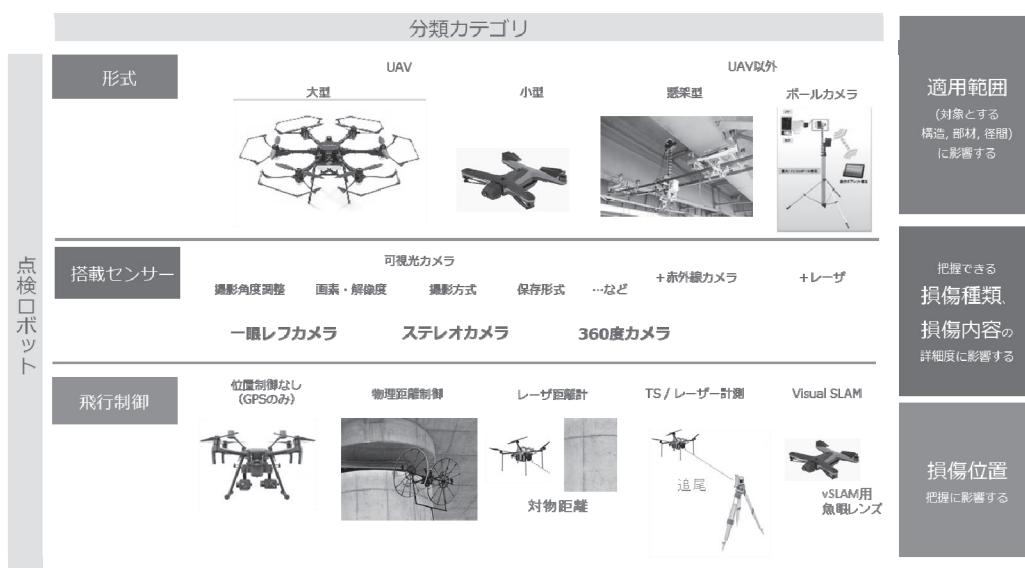 分類カテゴリ
点検ロボット
形式
UAV
UAV以外
大型
小型
懸架型
ポールカメラ
適用範囲
(対象とする
構造, 部材, 径間)
に影響する
搭載センサー
可視光カメラ
+赤外線カメラ
+レーザ
撮影角度調整
画素・解像度
撮影方式
保存形式
…など
一眼レフカメラ
ステレオカメラ
360度カメラ
把握できる
損傷種類、
損傷内容の
詳細度に影響する
飛行制御
位置制御なし
(GPSのみ)
物理距離制御
レーザ距離計
TS / レーザー計測
Visual SLAM
対物距離
追尾
vSLAM用
魚眼レンズ
損傷位置
把握に影響する